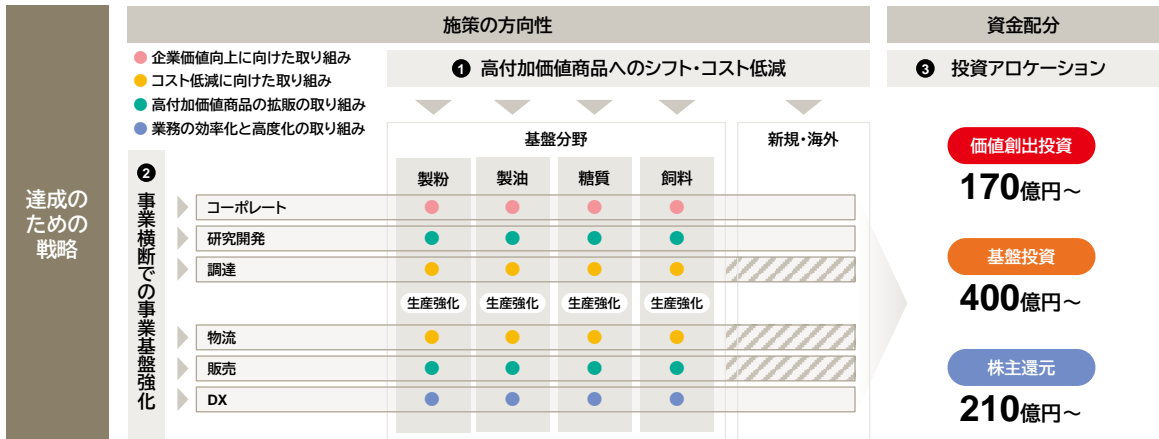 達成の
ための
戦略
施策の方向性
企業価値向上に向けた取り組み
コスト低減に向けた取り組み
高付加価値商品の拡販の取り組み
業務の効率化と高度化の取り組み
❶ 高付加価値商品へのシフト・コスト低減
基盤分野
新規・海外
製粉 製油 糖質 飼料
❷ 事業横断での事業基盤強化
コーポレート
研究開発
調達
生産強化 生産強化 生産強化 生産強化
物流
販売
DX
資金配分
❸ 投資アロケーション
価値創出投資
170億円～
基盤投資
400億円～
株主還元
210億円～